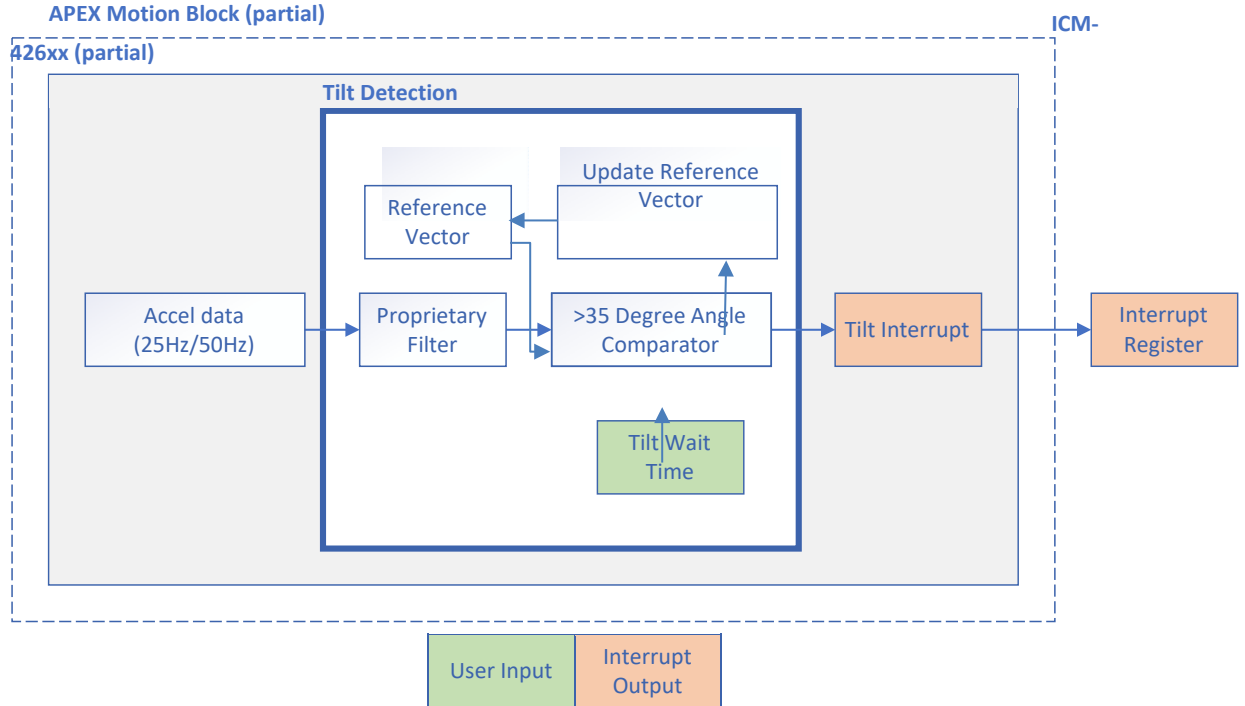 APEX Motion Block (partial)
ICM-
426xx (partial)
Tilt Detection
Update Reference
Vector
Reference
Vector
Accel data
(25Hz/50Hz)
Proprietary
Filter
>35 Degree Angle
Comparator
Tilt Interrupt
Interrupt
Register
Tilt Wait
Time
User Input
Interrupt
Output